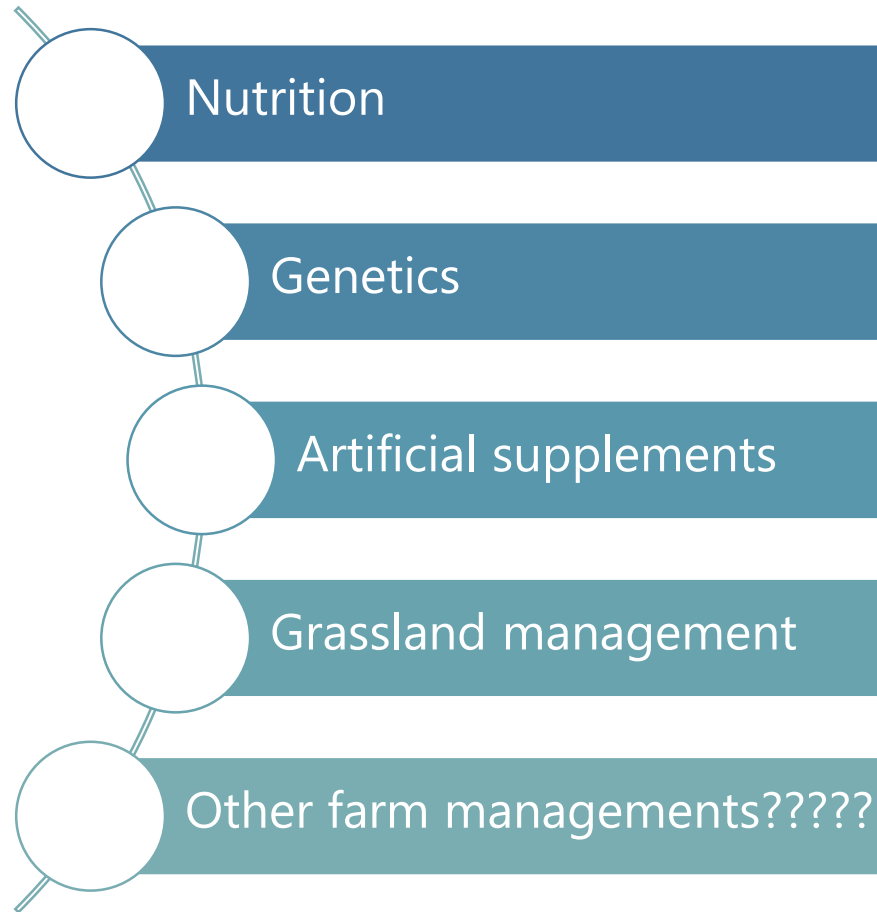 Nutrition
Genetics
Artificial supplements
Grassland management
Other farm managements?????